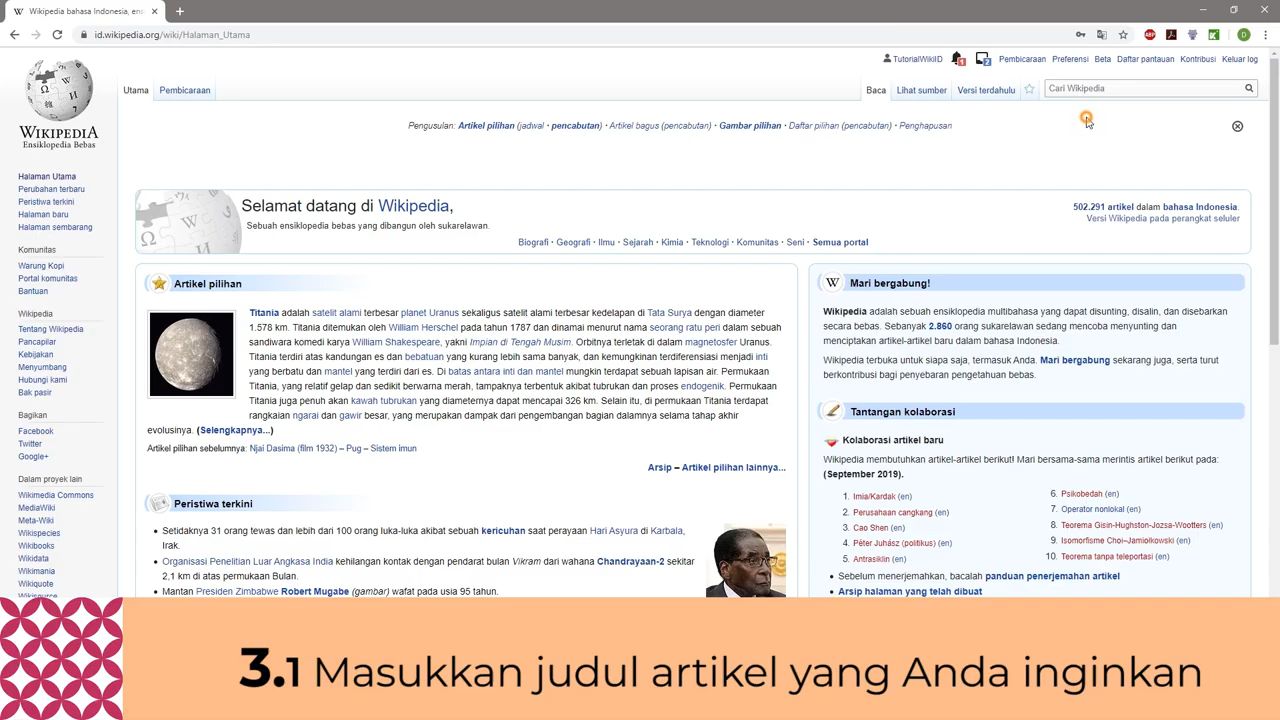 Wikipedia bahasa Indonesia, ens
id.wikipedia.org/wiki/Halaman_Utama
TutorialWikiID Pembicaraan Preferensi Beta Daftar pantauan Kontribusi Keluar log
Utama Pembicaraan Baca Lihat sumber Versi terdahulu Cari Wikipedia
WIKIPEDIA
Ensiklopedia Bebas
Pengusulan: Artikel pilihan (jadwal · pencabutan) · Artikel bagus (pencabutan) · Gambar pilihan · Daftar pilihan (pencabutan) · Penghapusan
Halaman Utama
Perubahan terbaru
Peristiwa terkini
Halaman baru
Halaman sembarang
Komunitas
Warung Kopi
Portal komunitas
Bantuan
Wikipedia
Tentang Wikipedia
Pancapilar
Kebijakan
Menyumbang
Hubungi kami
Bak pasir
Bagikan
Facebook
Twitter
Google+
Dalam proyek lain
Wikimedia Commons
MediaWiki
Meta-Wiki
Wikispecies
Wikibooks
Wikidata
Wikimania
Wikiquote
Wikisource
Selamat datang di Wikipedia,
Sebuah ensiklopedia bebas yang dibangun oleh sukarelawan.
502.291 artikel dalam bahasa Indonesia.
Versi Wikipedia pada perangkat seluler
Biografi · Geografi · Ilmu · Sejarah · Kimia · Teknologi · Komunitas · Seni · Semua portal
Artikel pilihan
Titania adalah satelit alami terbesar planet Uranus sekaligus satelit alami terbesar kedelapan di Tata Surya dengan diameter
1.578 km. Titania ditemukan oleh William Herschel pada tahun 1787 dan dinamai menurut nama seorang ratu peri dalam sebuah
sandiwara komedi karya William Shakespeare, yakni Impian di Tengah Musim. Orbitnya terletak di dalam magnetosfer Uranus.
Titania terdiri atas kandungan es dan bebatuan yang kurang lebih sama banyak, dan kemungkinan terdiferensiasi menjadi inti
yang berbatu dan mantel yang terdiri dari es. Di batas antara inti dan mantel mungkin terdapat sebuah lapisan air. Permukaan
Titania, yang relatif gelap dan sedikit berwarna merah, tampaknya terbentuk akibat tubrukan dan proses endogenik. Permukaan
Titania juga penuh akan kawah tubrukan yang diameternya dapat mencapai 326 km. Selain itu, di permukaan Titania terdapat
rangkaian ngarai dan gawir besar, yang merupakan dampak dari pengembangan bagian dalamnya selama tahap akhir
evolusinya. (Selengkapnya...)
Artikel pilihan sebelumnya: Njai Dasima (film 1932) – Pug – Sistem imun
Arsip – Artikel pilihan lainnya...
Peristiwa terkini
Setidaknya 31 orang tewas dan lebih dari 100 orang luka-luka akibat sebuah kericuhan saat perayaan Hari Asyura di Karbala,
Irak.
Organisasi Penelitian Luar Angkasa India kehilangan kontak dengan pendarat bulan Vikram dari wahana Chandrayaan-2 sekitar
2,1 km di atas permukaan Bulan.
Mantan Presiden Zimbabwe Robert Mugabe (gambar) wafat pada usia 95 tahun.
Mari bergabung!
Wikipedia adalah sebuah ensiklopedia multibahasa yang dapat disunting, disalin, dan disebarkan
secara bebas. Sebanyak 2.860 orang sukarelawan sedang mencoba menyunting dan
menciptakan artikel-artikel baru dalam bahasa Indonesia.
Wikipedia terbuka untuk siapa saja, termasuk Anda. Mari bergabung sekarang juga, serta turut
berkontribusi bagi penyebaran pengetahuan bebas.
Tantangan kolaborasi
Kolaborasi artikel baru
Wikipedia membutuhkan artikel-artikel berikut! Mari bersama-sama merintis artikel berikut pada:
(September 2019).
1. Imia/Kardak (en)
2. Perusahaan cangkang (en)
3. Cao Shen (en)
4. Péter Juhász (politikus) (en)
5. Antrasiklin (en)
6. Psikobedah (en)
7. Operator nonlokal (en)
8. Teorema Gisin-Hughston-Jozsa-Wootters (en)
9. Isomorfisme Choi–Jamiołkowski (en)
10. Teorema tanpa teleportasi (en)
Sebelum menerjemahkan, bacalah panduan penerjemahan artikel
Arsip halaman yang telah dibuat
3.1 Masukkan judul artikel yang Anda inginkan